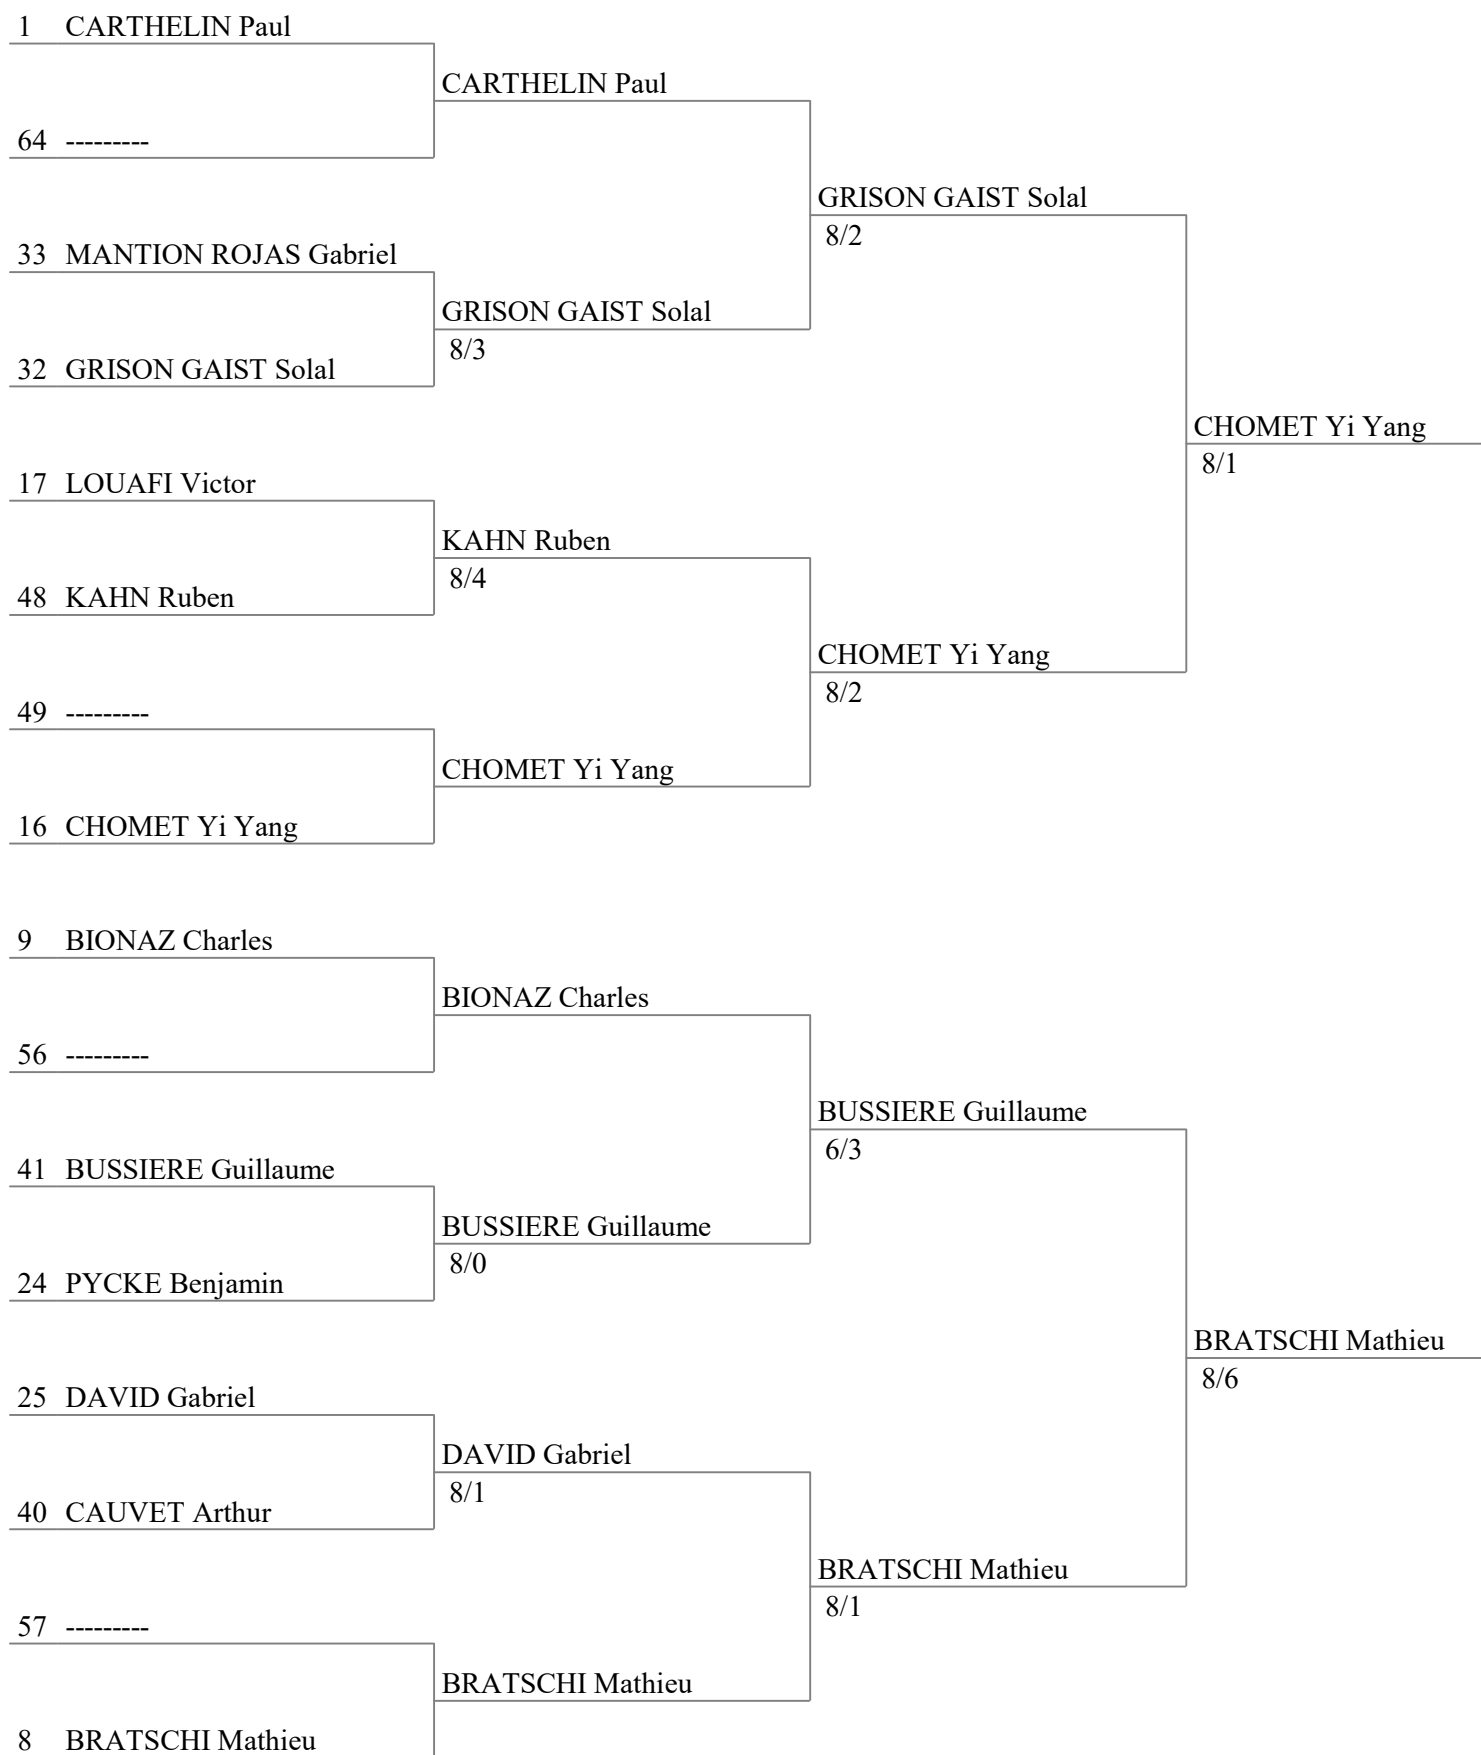 1 CARTHELIN Paul
CARTHELIN Paul
64 ---------
GRISON GAIST Solal
8/2
33 MANTION ROJAS Gabriel
GRISON GAIST Solal
8/3
32 GRISON GAIST Solal
CHOMET Yi Yang
8/1
17 LOUAFI Victor
KAHN Ruben
8/4
48 KAHN Ruben
CHOMET Yi Yang
8/2
49 ---------
CHOMET Yi Yang
16 CHOMET Yi Yang
9 BIONAZ Charles
BIONAZ Charles
56 ---------
BUSSIERE Guillaume
6/3
41 BUSSIERE Guillaume
BUSSIERE Guillaume
8/0
24 PYCKE Benjamin
BRATSCHI Mathieu
8/6
25 DAVID Gabriel
DAVID Gabriel
8/1
40 CAUVET Arthur
BRATSCHI Mathieu
8/1
57 ---------
BRATSCHI Mathieu
8 BRATSCHI Mathieu